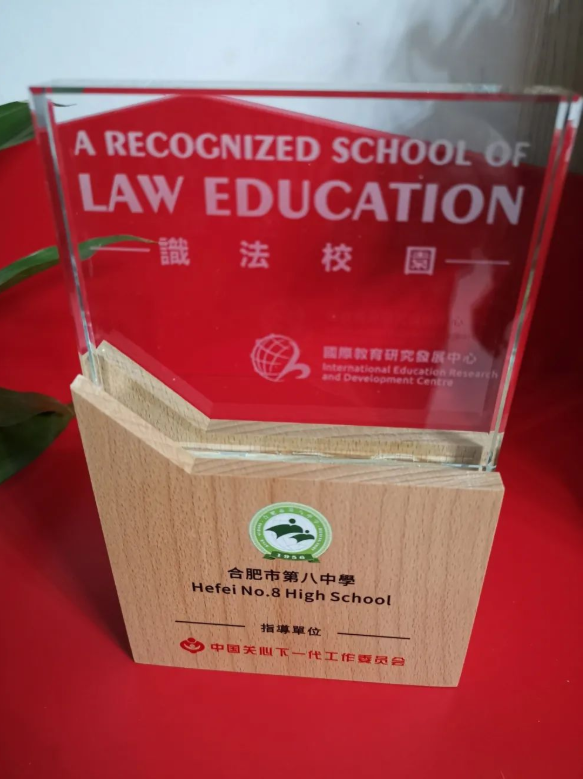 A RECOGNIZED SCHOOL OF
LAW EDUCATION
識法校園
國際教育研究發展中心
International Education Research
and Development Centre
1956
合肥市第八中學
Hefei No.8 High School
指導單位
中国关心下一代工作委员会